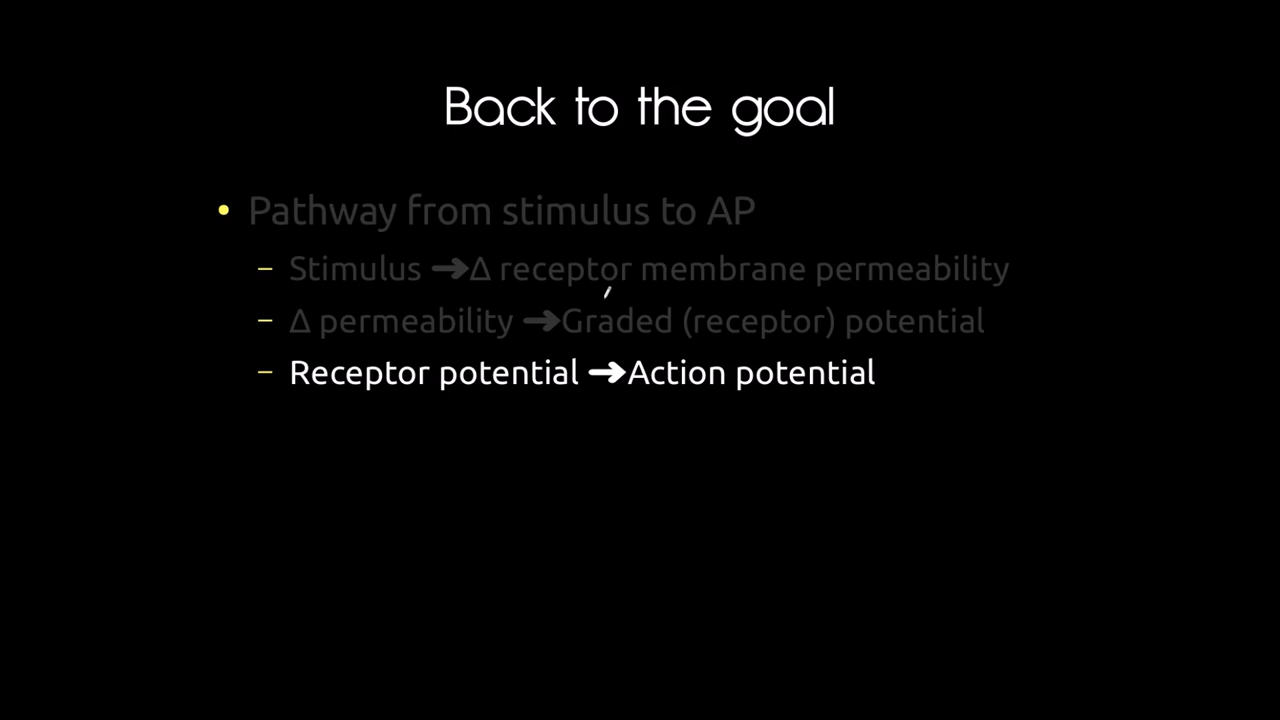 Back to the goal
• Pathway from stimulus to AP
– Stimulus ➜Δ receptor membrane permeability
– Δ permeability ➜Graded (receptor) potential
– Receptor potential ➜Action potential